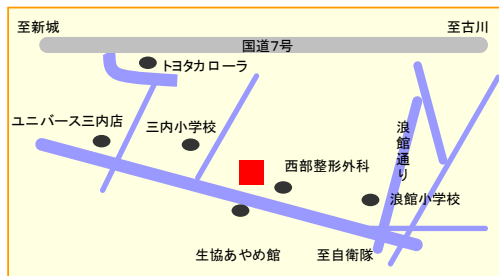 至新城
至古川
国道7号
トヨタカローラ
ユニバース三内店
三内小学校
浪館通り
西部整形外科
浪館小学校
生協あやめ館
至自衛隊